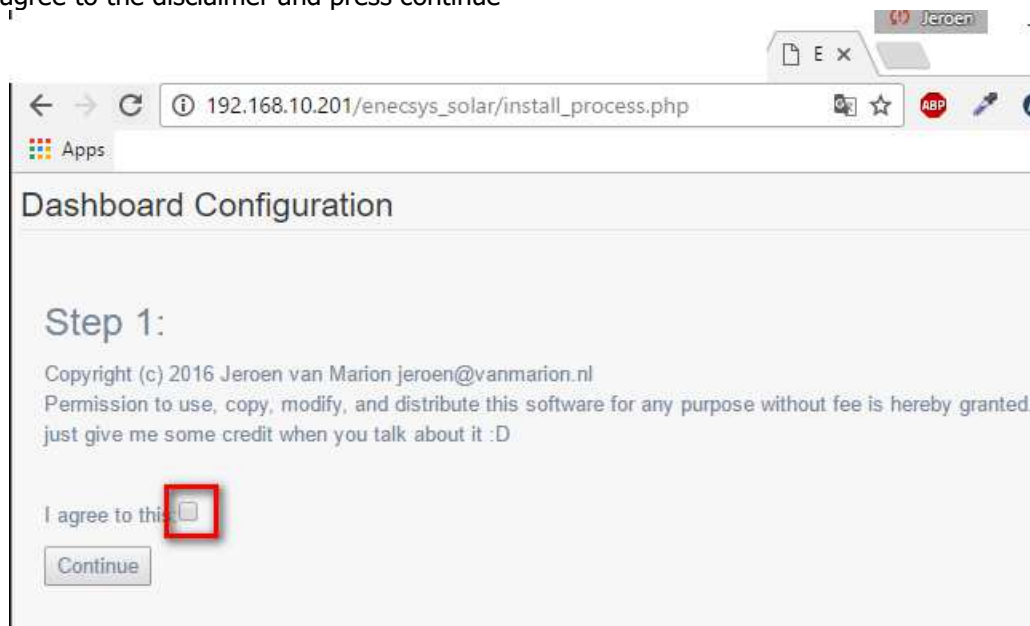 agree to the disclaimer and press continue
Jeroen
E
192.168.10.201/enecsys_solar/install_process.php
ABP
Apps
Dashboard Configuration
Step 1:
Copyright (c) 2016 Jeroen van Marion jeroen@vanmarion.nl
Permission to use, copy, modify, and distribute this software for any purpose without fee is hereby granted.
just give me some credit when you talk about it :D
I agree to this
Continue